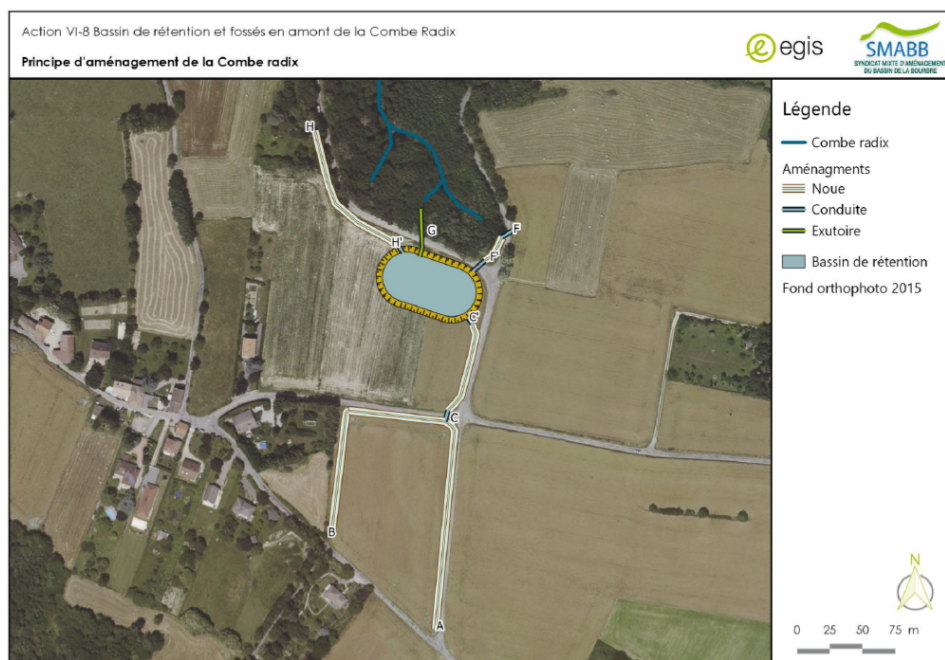 Action VI-8 Bassin de rétention et fossés en amont de la Combe Radix
Principe d'aménagement de la Combe radix
egis
SMABB
SYNDICAT MIXTE D'AMÉNAGEMENT
DU BASSIN DE LA BOURBRE
Légende
Combe radix
Aménagments
Noue
Conduite
Exutoire
Bassin de rétention
Fond orthophoto 2015
H
G
F
F'
H'
C'
C
B
A
N
0 25 50 75 m